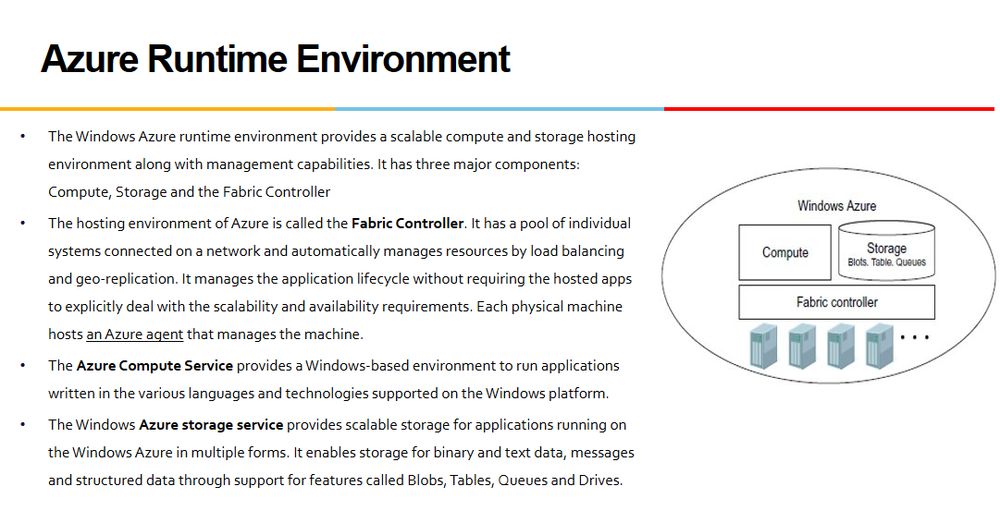 Azure Runtime Environment
• The Windows Azure runtime environment provides a scalable compute and storage hosting
environment along with management capabilities. It has three major components:
Compute, Storage and the Fabric Controller
• The hosting environment of Azure is called the Fabric Controller. It has a pool of individual
systems connected on a network and automatically manages resources by load balancing
and geo-replication. It manages the application lifecycle without requiring the hosted apps
to explicitly deal with the scalability and availability requirements. Each physical machine
hosts an Azure agent that manages the machine.
• The Azure Compute Service provides a Windows-based environment to run applications
written in the various languages and technologies supported on the Windows platform.
• The Windows Azure storage service provides scalable storage for applications running on
the Windows Azure in multiple forms. It enables storage for binary and text data, messages
and structured data through support for features called Blobs, Tables, Queues and Drives.
Windows Azure
Compute
Storage
Blots. Table. Queues
Fabric controller
• • •